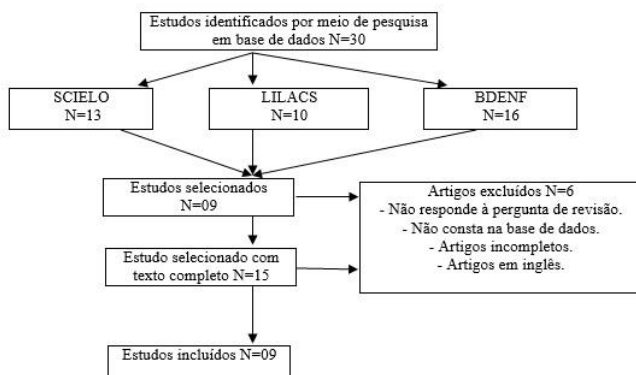 Estudos identificados por meio de pesquisa
em base de dados N=30
SCIELO
N=13
LILACS
N=10
BDENF
N=16
Estudos selecionados
N=09
Artigos excluídos N=6
- Não responde à pergunta de revisão.
- Não consta na base de dados.
- Artigos incompletos.
- Artigos em inglês.
Estudo selecionado com
texto completo N=15
Estudos incluídos N=09